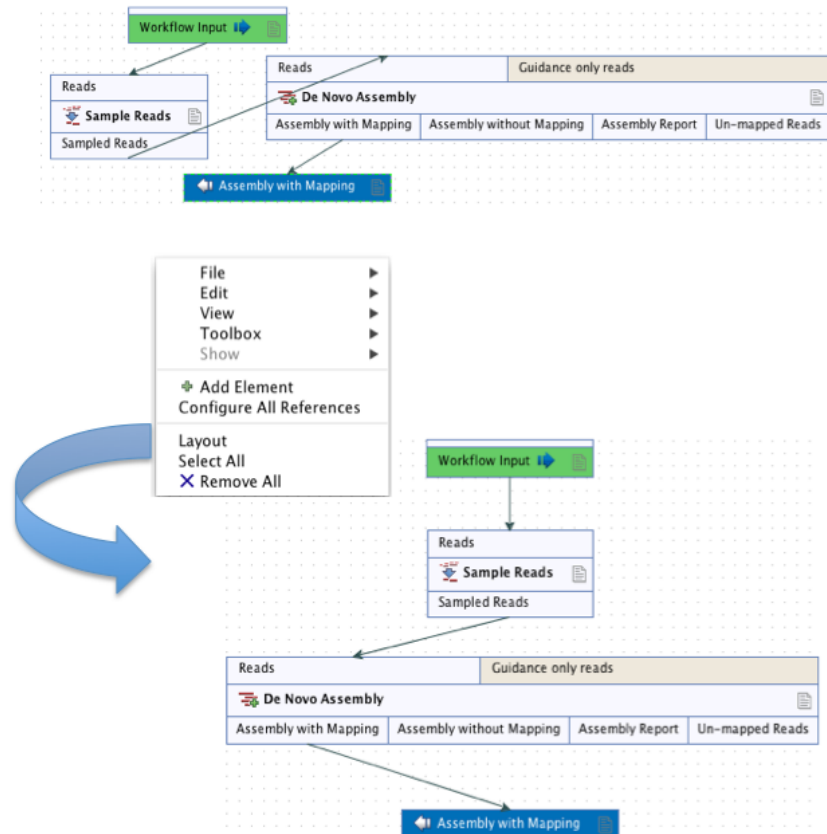 Workflow Input
Reads
Sample Reads
Sampled Reads
Reads Guidance only reads
De Novo Assembly
Assembly with Mapping Assembly without Mapping Assembly Report Un-mapped Reads
Assembly with Mapping
File
Edit
View
Toolbox
Show
Add Element
Configure All References
Layout
Select All
Remove All
Workflow Input
Reads
Sample Reads
Sampled Reads
Reads Guidance only reads
De Novo Assembly
Assembly with Mapping Assembly without Mapping Assembly Report Un-mapped Reads
Assembly with Mapping